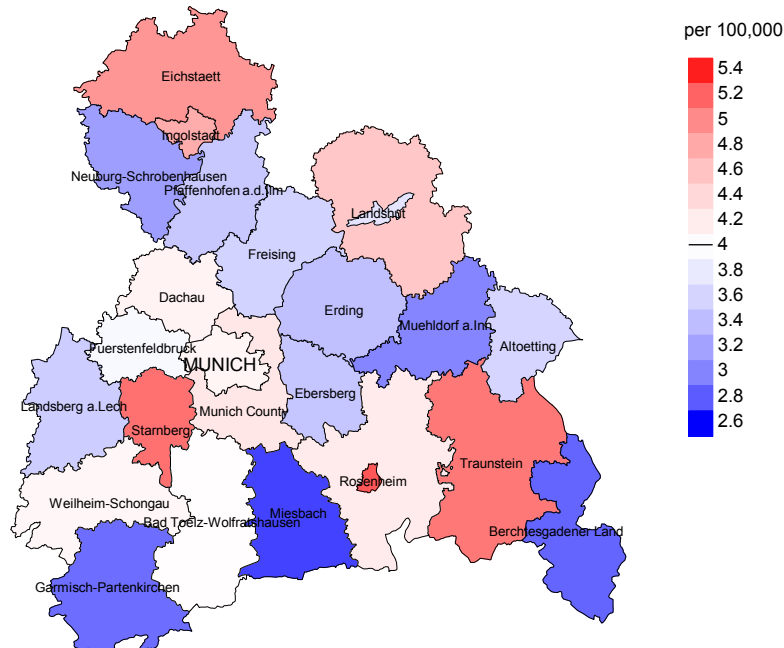 per 100,000
5.4
5.2
5
4.8
4.6
4.4
4.2
4
3.8
3.6
3.4
3.2
3
2.8
2.6
Eichstaett
Ingolstadt
Neuburg-Schrobenhausen
Pfaffenhofen a.d.Ilm
Landshut
Freising
Dachau
Erding
Muehldorf a.Inn
Fuerstenfeldbruck
Altoetting
MUNICH
Ebersberg
Landsberg a.Lech
Munich County
Starnberg
Traunstein
Rosenheim
Weilheim-Schongau
Miesbach
Bad Toelz-Wolfratshausen
Berchtesgadener Land
Garmisch-Partenkirchen